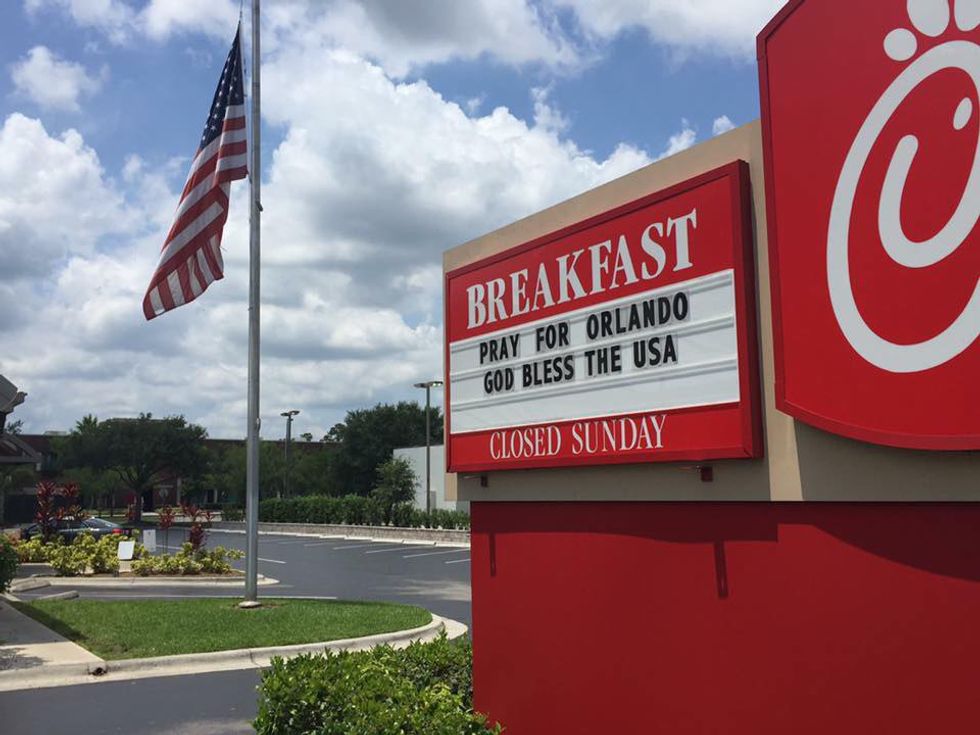 BREAKFAST
PRAY FOR ORLANDO
GOD BLESS THE USA
CLOSED SUNDAY